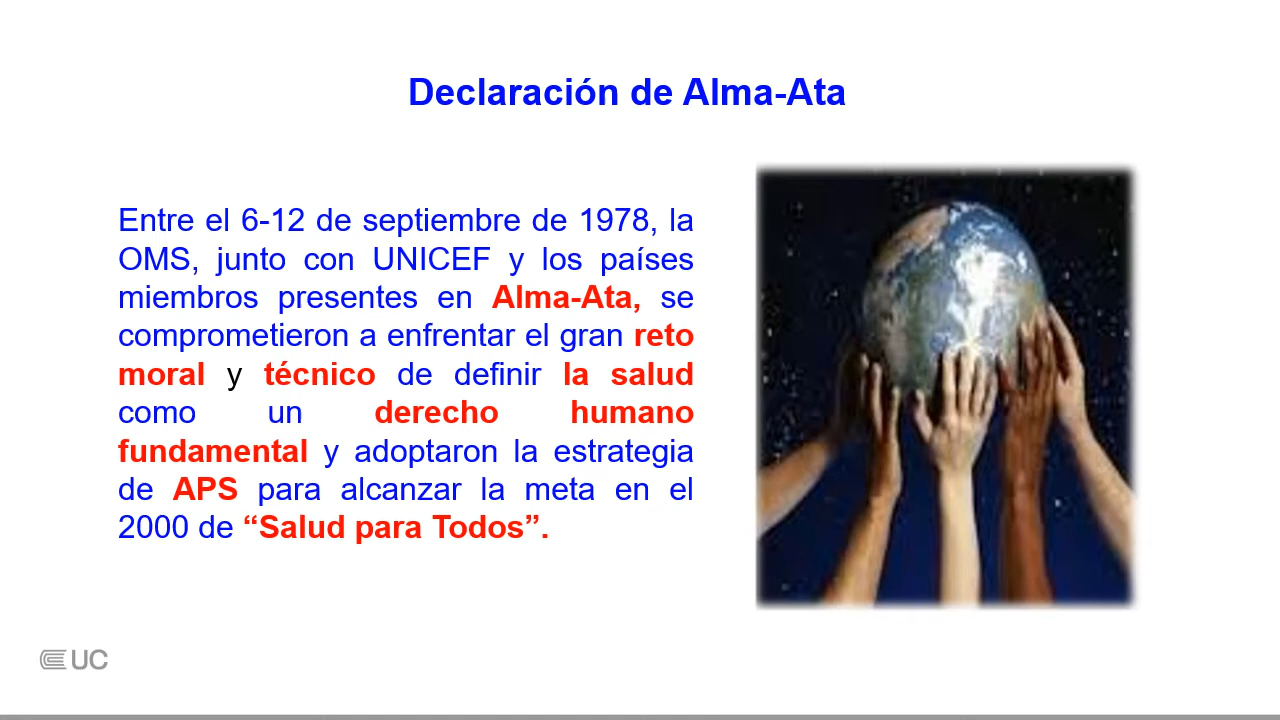 Declaración de Alma-Ata
Entre el 6-12 de septiembre de 1978, la
OMS, junto con UNICEF y los países
miembros presentes en Alma-Ata, se
comprometieron a enfrentar el gran reto
moral y técnico de definir la salud
como un derecho humano
fundamental y adoptaron la estrategia
de APS para alcanzar la meta en el
2000 de “Salud para Todos”.
UC